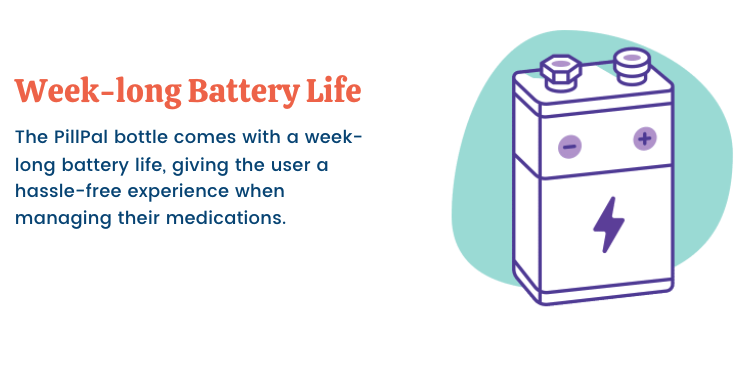 Week-long Battery Life
The PillPal bottle comes with a week-
long battery life, giving the user a
hassle-free experience when
managing their medications.